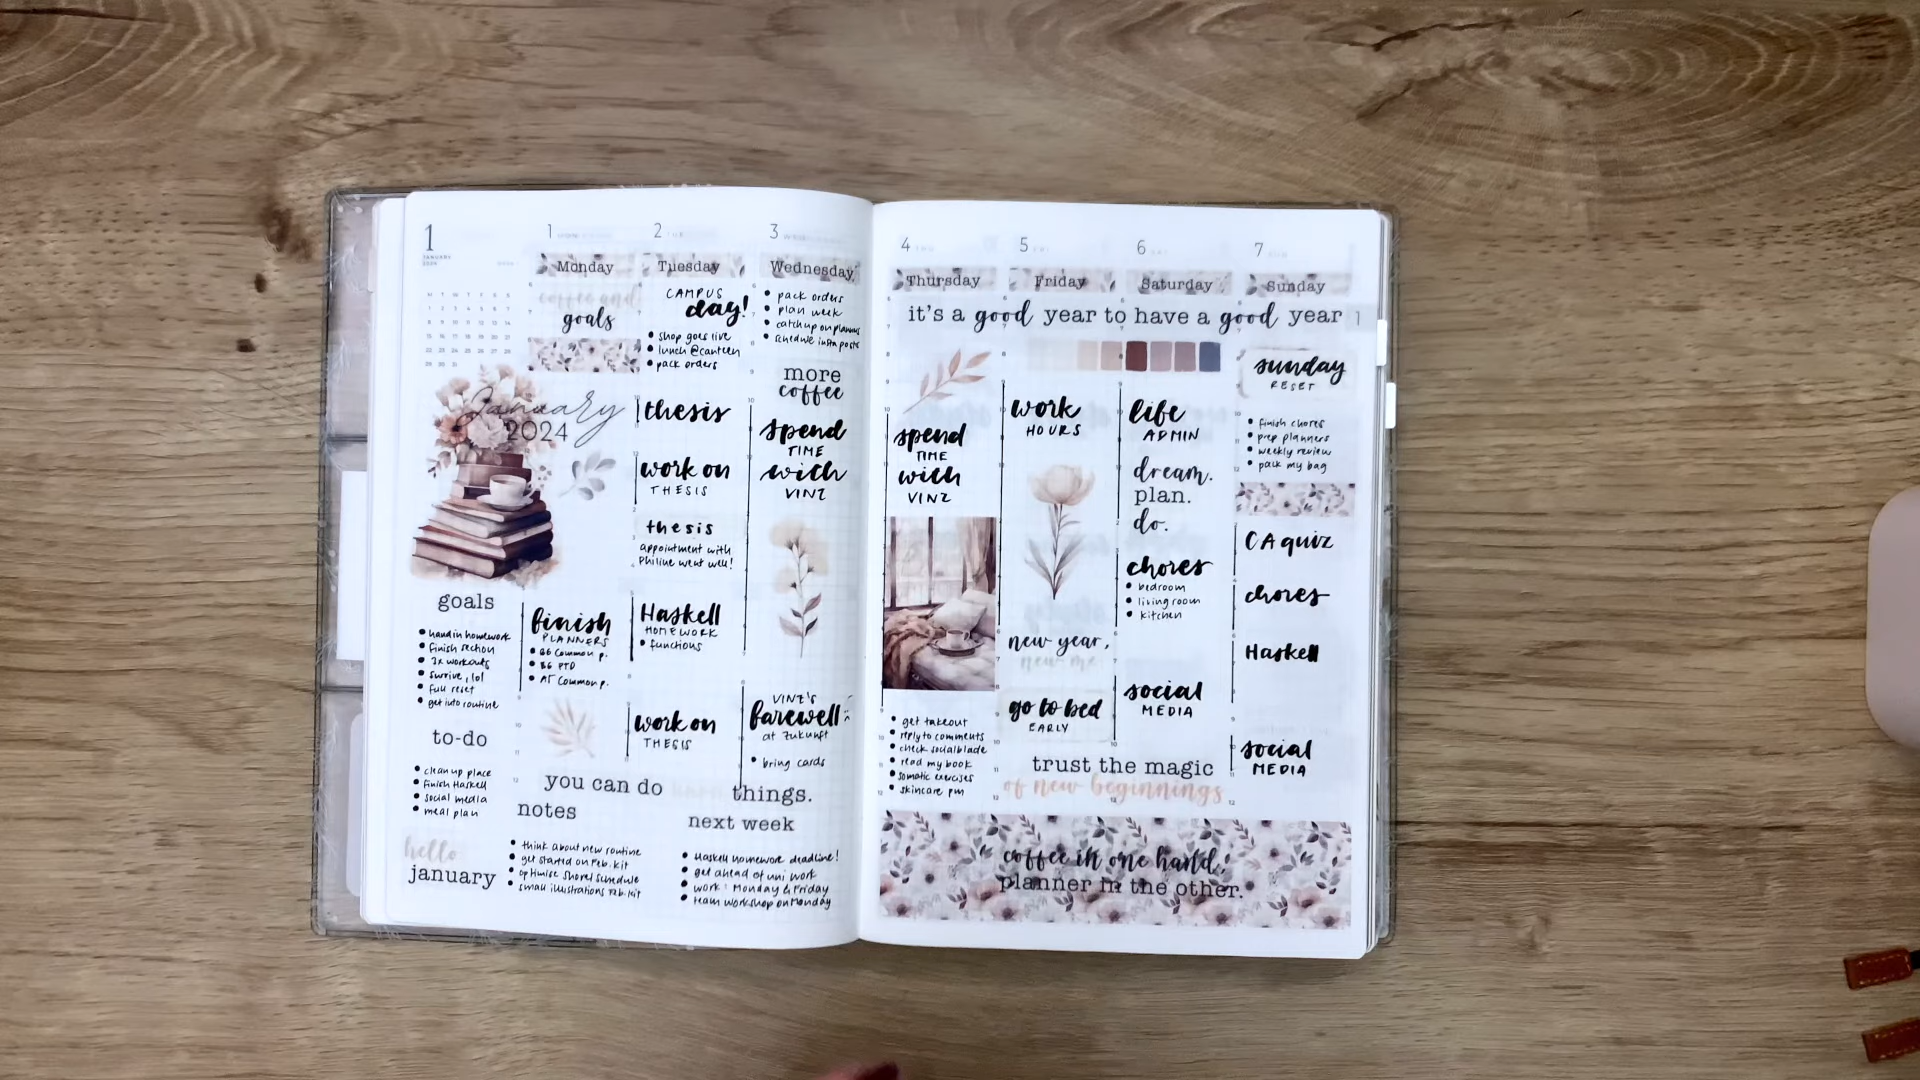 1
JANUARY
2024
January
2024
goals
hand in homework
finish section
3x workouts
survive, lol
full reset
get into routine
to-do
clean up place
finish Haskell
social media
meal plan
hello
january
1
Monday
coffee and
goals
finish
PLANNERS
B6 Common p.
B6 PTD
A5 Common p.
2
Tuesday
CAMPUS
day!
shop goes live
lunch @canteen
pack orders
thesis
work on
THESIS
thesis
appointment with
Philine went well!
Haskell
HOMEWORK
functions
work on
THESIS
3
Wednesday
pack orders
plan week
catch up on planners
schedule insta posts
more
coffee
spend
TIME
with
VINZ
VINZ'S
farewell
at Zukunft
bring cards
you can do things.
notes
think about new routine
get started on Feb. kit
optimise shorel schedule
small illustrations Feb. kit
next week
Haskell homework deadline!
get ahead of uni work
work: Monday & Friday
team workshop on Monday
4
Thursday
5
Friday
6
Saturday
7
Sunday
it's a good year to have a good year
spend
TIME
with
VINZ
get takeout
reply to comments
check socialblade
read my book
somatic exercises
skincare pm
work
HOURS
new year,
new me
go to bed
EARLY
life
ADMIN
dream.
plan.
do.
chores
bedroom
living room
kitchen
social
MEDIA
sunday
RESET
finish chores
prep planners
weekly review
pack my bag
CA quiz
chores
Haskell
social
MEDIA
trust the magic
of new beginnings
coffee in one hand,
planner in the other.